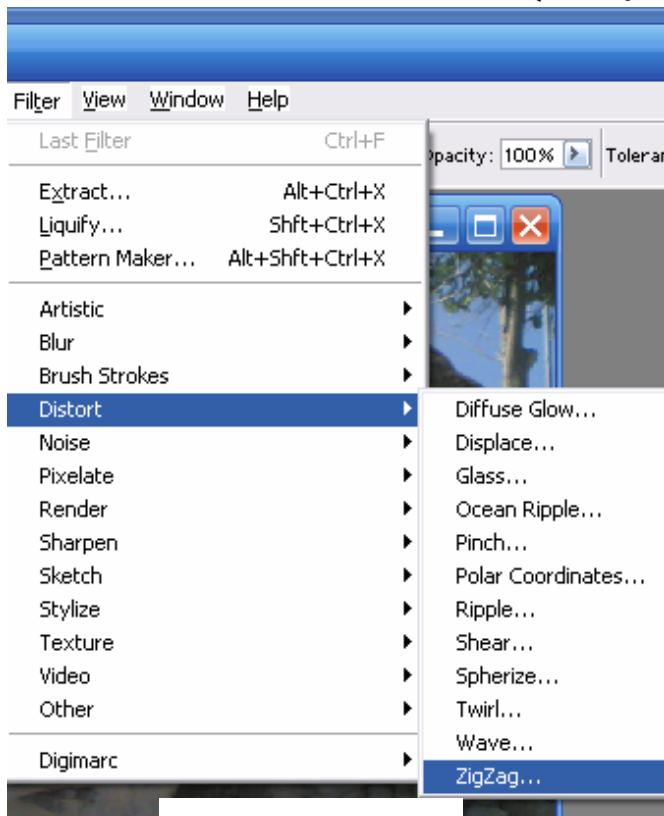 Filter View Window Help
Last Filter Ctrl+F
Opacity: 100% Toleran
Extract... Alt+Ctrl+X
Liquify... Shft+Ctrl+X
Pattern Maker... Alt+Shft+Ctrl+X
Artistic
Blur
Brush Strokes
Distort
Noise
Pixelate
Render
Sharpen
Sketch
Stylize
Texture
Video
Other
Digimarc
Diffuse Glow...
Displace...
Glass...
Ocean Ripple...
Pinch...
Polar Coordinates...
Ripple...
Shear...
Spherize...
Twirl...
Wave...
ZigZag...